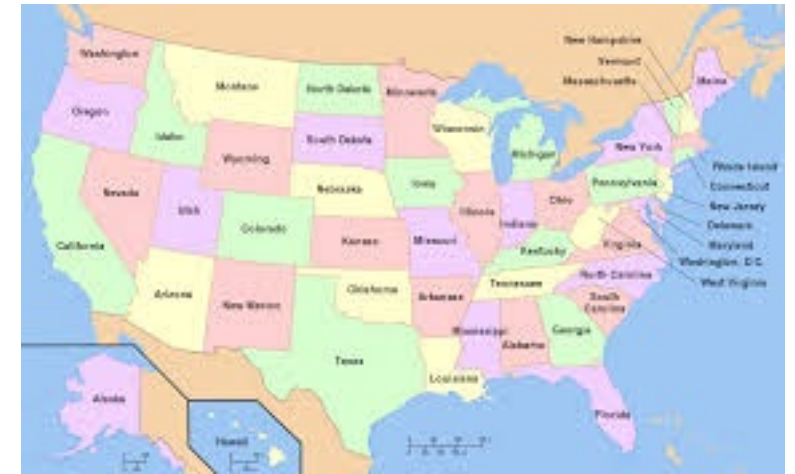 New Hampshire
Vermont
Massachusetts
Washington
Montana
North Dakota
Minnesota
Maine
Oregon
Idaho
Wyoming
South Dakota
Wisconsin
Michigan
New York
Rhode Island
Connecticut
New Jersey
Delaware
Maryland
Washington, D.C.
West Virginia
Nevada
Utah
Colorado
Nebraska
Iowa
Illinois
Indiana
Ohio
Pennsylvania
California
Kansas
Missouri
Kentucky
Virginia
Arizona
New Mexico
Oklahoma
Arkansas
Tennessee
North Carolina
South
Carolina
Texas
Louisiana
Mississippi
Alabama
Georgia
Florida
Alaska
Hawaii